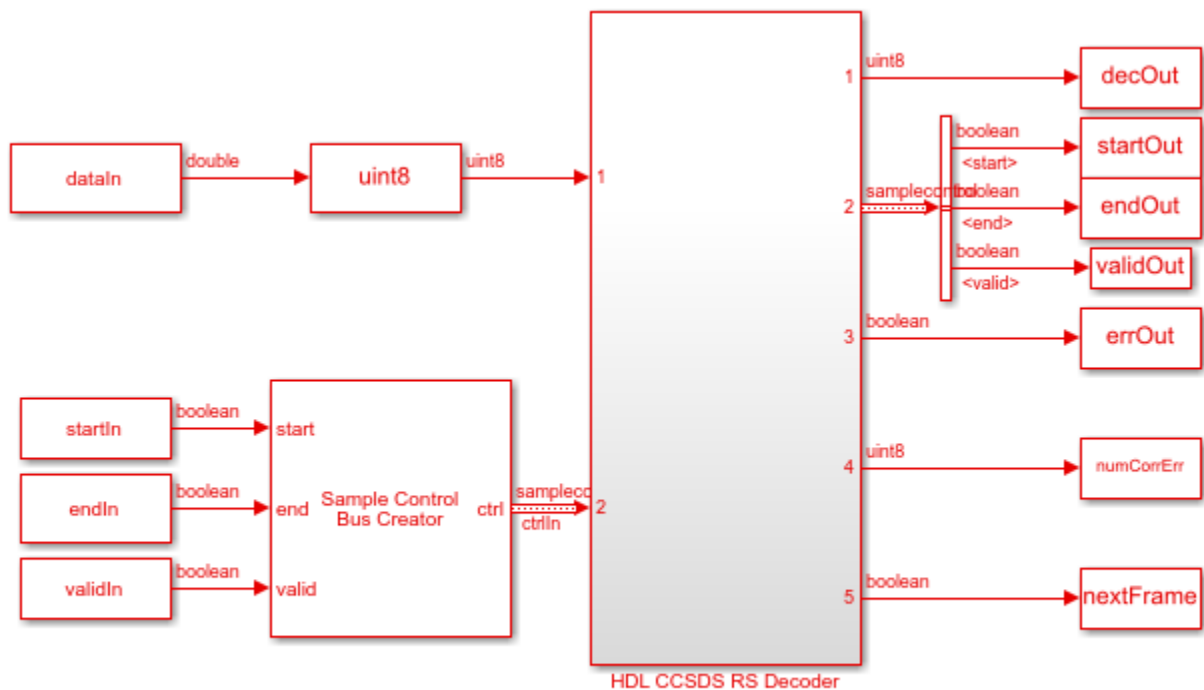 uint8
1
decOut
boolean
startOut
<start>
dataIn
double
uint8
uint8
1
2
samplecontrol
boolean
endOut
<end>
boolean
validOut
<valid>
3
boolean
errOut
startIn
boolean
start
endIn
boolean
end
Sample Control
Bus Creator
ctrl
sampleco
ctrlIn
2
validIn
boolean
valid
4
uint8
numCorrErr
5
boolean
nextFrame
HDL CCSDS RS Decoder